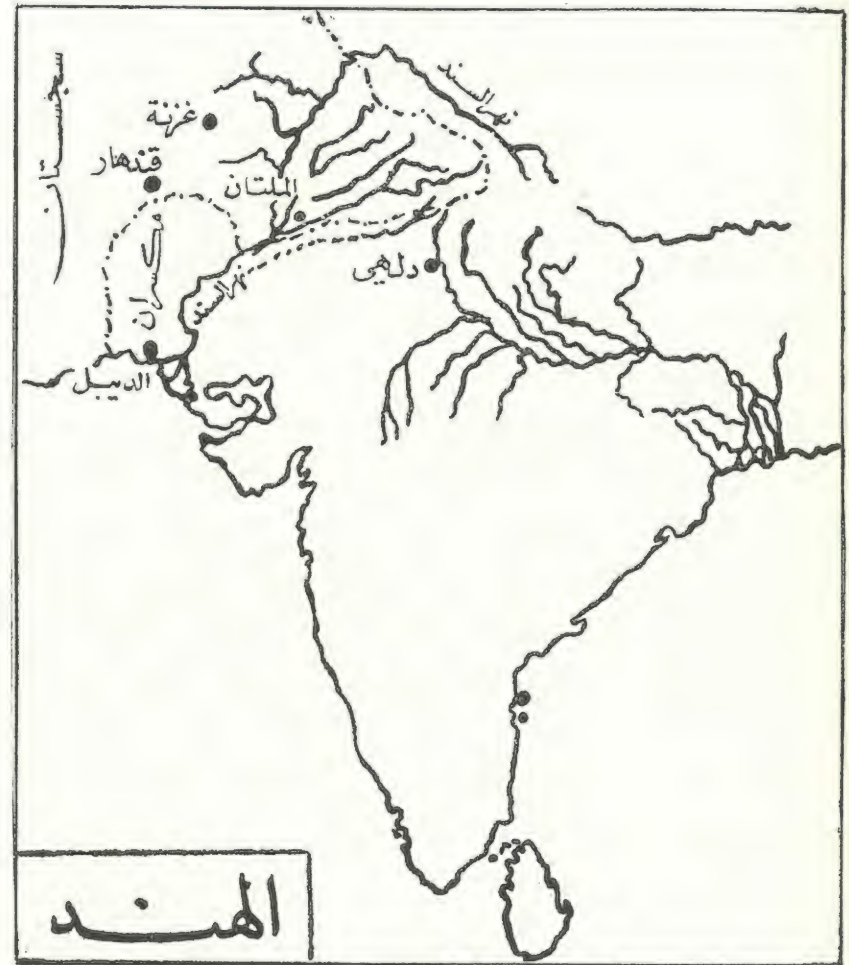 نهر السند
سجستان
غزنة
قندهار
الملتان
مكران
نهر السند
دلهي
الديبل
الهند